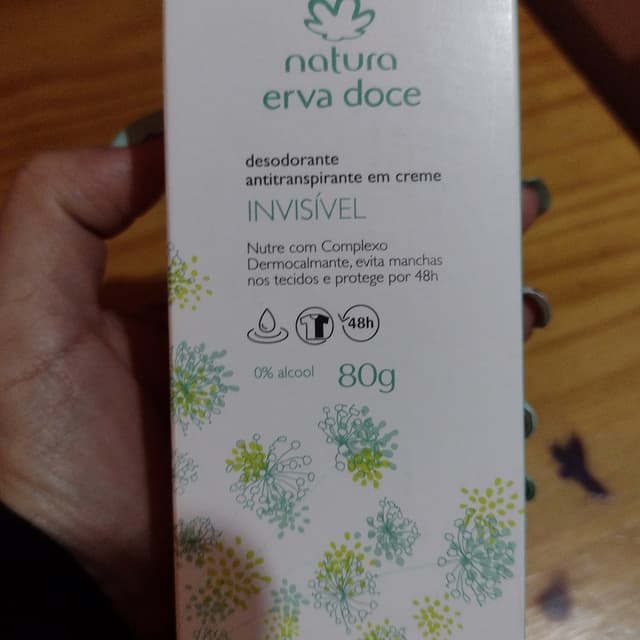 natura
erva doce
desodorante
antitranspirante em creme
INVISÍVEL
Nutre com Complexo
Dermocalmante, evita manchas
nos tecidos e protege por 48h
48h
0% alcool 80g